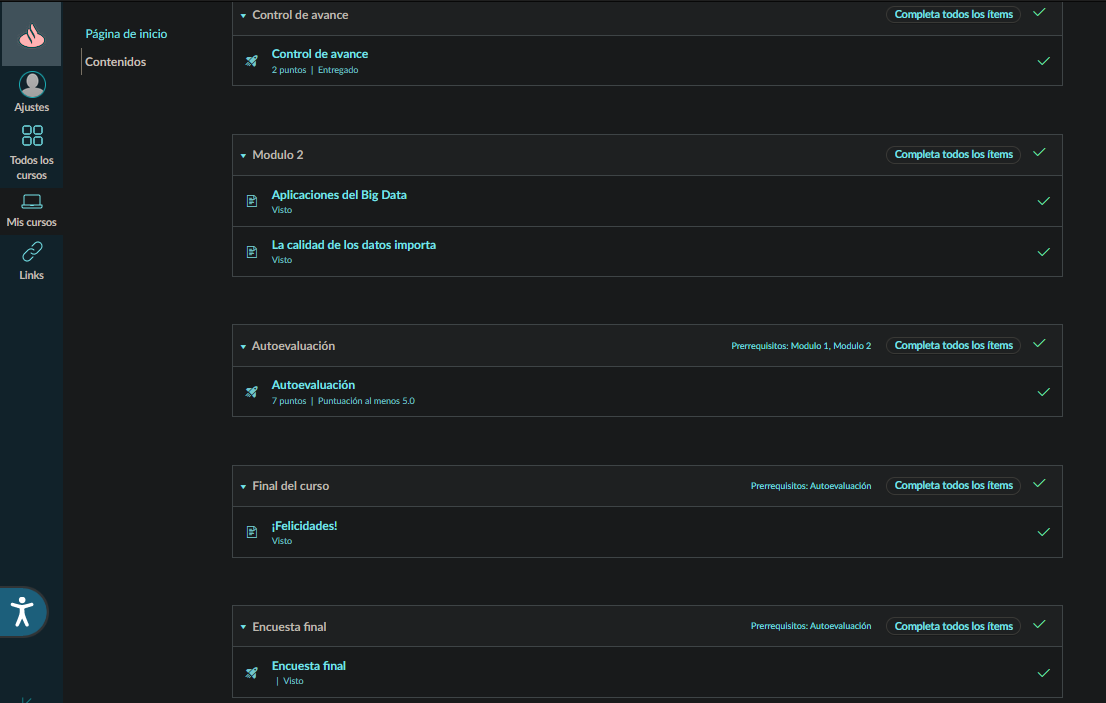 Control de avance
Completa todos los ítems
Página de inicio
Contenidos
Control de avance
2 puntos | Entregado
Ajustes
Todos los
cursos
Mis cursos
Links
Modulo 2
Completa todos los ítems
Aplicaciones del Big Data
Visto
La calidad de los datos importa
Visto
Autoevaluación
Prerrequisitos: Modulo 1, Modulo 2
Completa todos los ítems
Autoevaluación
7 puntos | Puntuación al menos 5.0
Final del curso
Prerrequisitos: Autoevaluación
Completa todos los ítems
¡Felicidades!
Visto
Encuesta final
Prerrequisitos: Autoevaluación
Completa todos los ítems
Encuesta final
| Visto